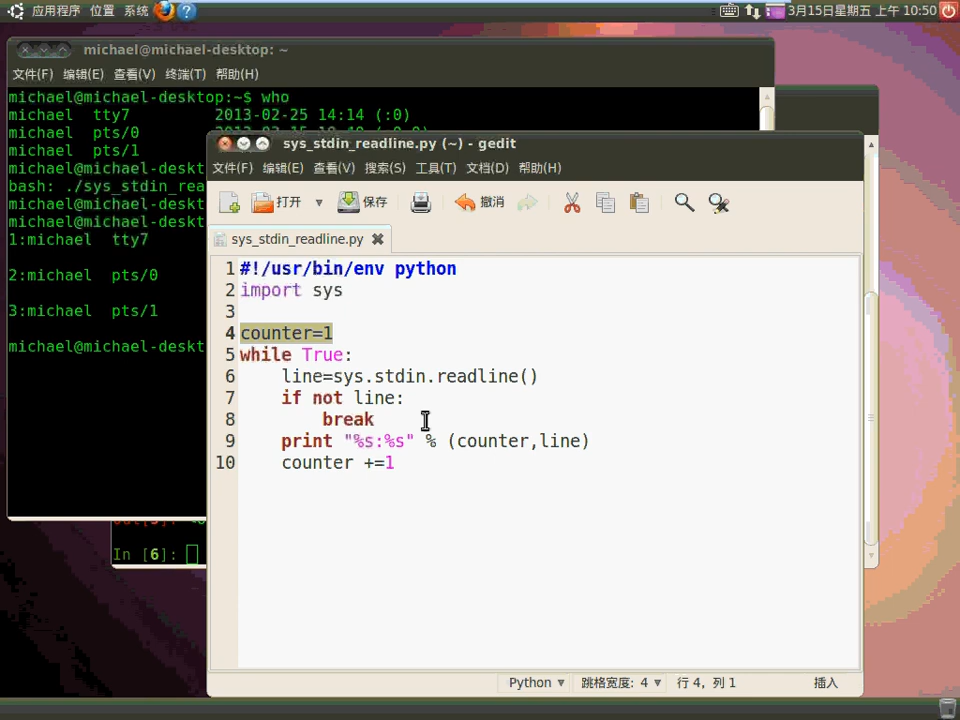 应用程序 位置 系统
3月15日星期五 上午 10:50
michael@michael-desktop: ~
文件(F) 编辑(E) 查看(V) 终端(T) 帮助(H)
michael@michael-desktop:~$ who
michael tty7 2013-02-25 14:14 (:0)
michael pts/0
michael pts/1
michael@michael-deskt
bash: ./sys_stdin_rea
michael@michael-deskt
michael@michael-deskt
1:michael tty7
2:michael pts/0
3:michael pts/1
michael@michael-deskt
In [6]:
sys_stdin_readline.py (~) - gedit
文件(F) 编辑(E) 查看(V) 搜索(S) 工具(T) 文档(D) 帮助(H)
打开 保存 撤消
sys_stdin_readline.py
1 #!/usr/bin/env python
2 import sys
3
4 counter=1
5 while True:
6     line=sys.stdin.readline()
7     if not line:
8         break
9     print "%s:%s" % (counter,line)
10     counter +=1
Python 跳格宽度: 4 行 4, 列 1 插入